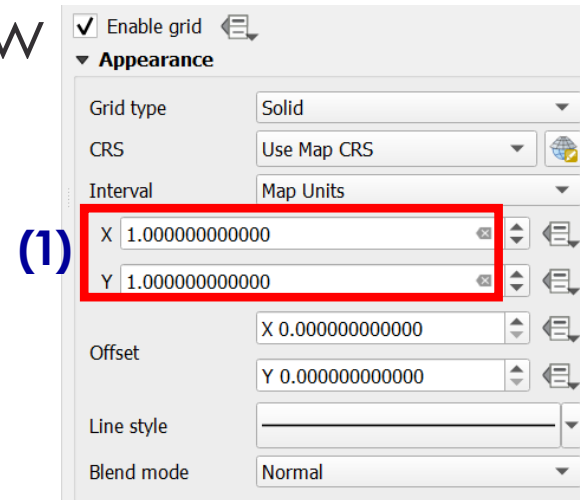 W
Enable grid
Appearance
Grid type Solid
CRS Use Map CRS
Interval Map Units
(1)
X 1.000000000000
Y 1.000000000000
Offset
X 0.000000000000
Y 0.000000000000
Line style
Blend mode Normal